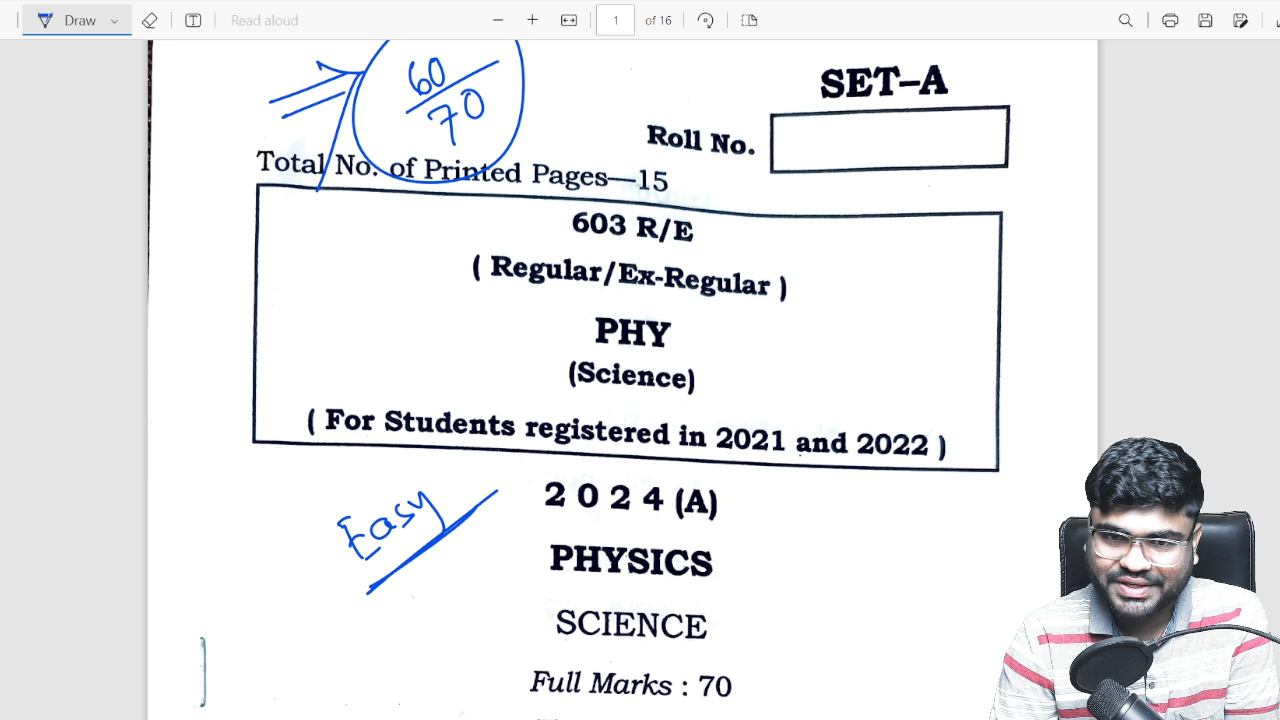 Draw
Read aloud
1 of 16
60
70
SET–A
Roll No.
Total No. of Printed Pages—15
603 R/E
( Regular/Ex-Regular )
PHY
(Science)
( For Students registered in 2021 and 2022 )
Easy
2 0 2 4 (A)
PHYSICS
SCIENCE
Full Marks : 70